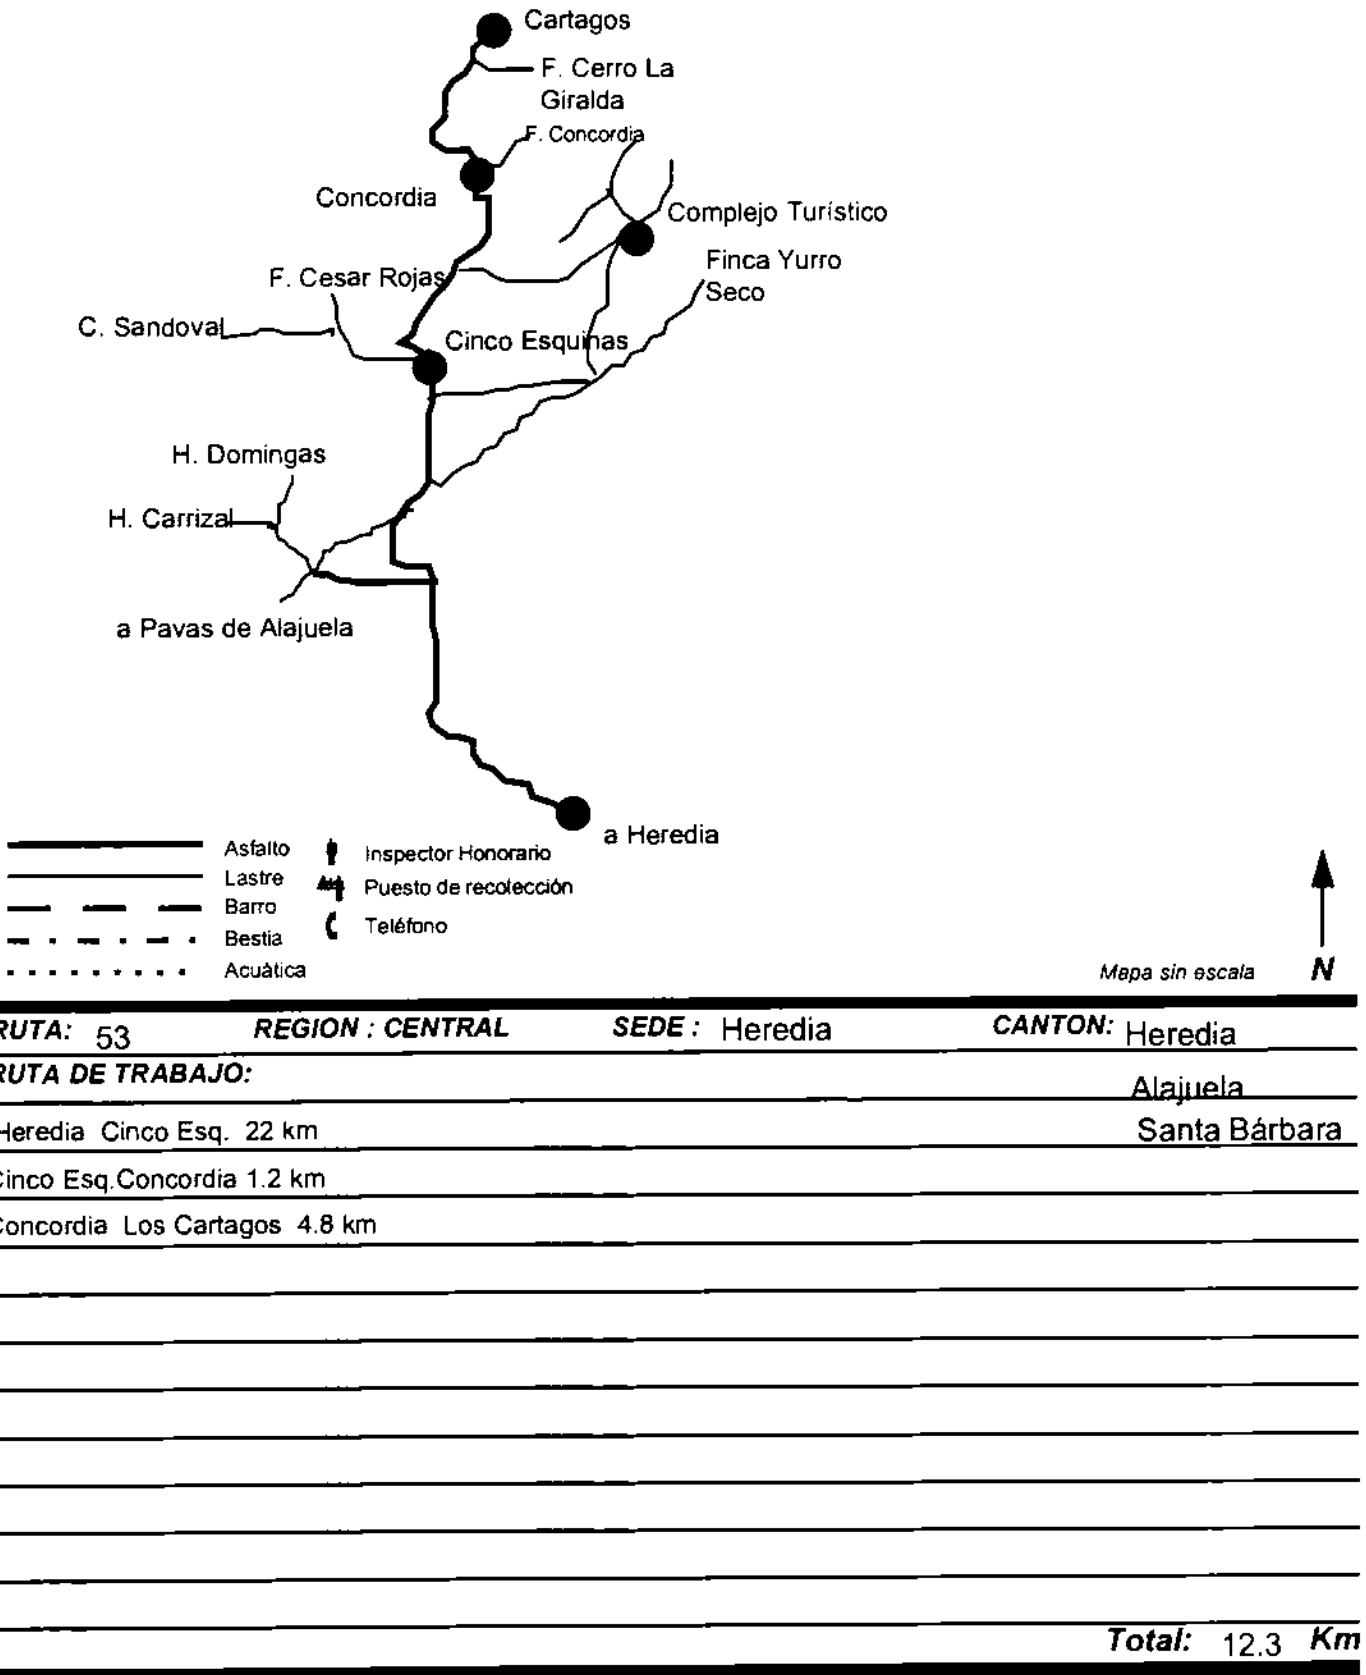 Cartagos
F. Cerro La
Giralda
F. Concordia
Concordia
Complejo Turístico
Finca Yurro
Seco
F. Cesar Rojas
C. Sandoval
Cinco Esquinas
H. Domingas
H. Carrizal
a Pavas de Alajuela
a Heredia
Asfalto
Lastre
Barro
Bestia
Acuática
Inspector Honorario
Puesto de recolección
Teléfono
Mapa sin escala
N
RUTA: 53 REGION : CENTRAL SEDE : Heredia CANTON: Heredia
RUTA DE TRABAJO:
Alajuela
Heredia Cinco Esq. 22 km Santa Bárbara
Cinco Esq.Concordia 1.2 km
Concordia Los Cartagos 4.8 km
Total: 12.3 Km